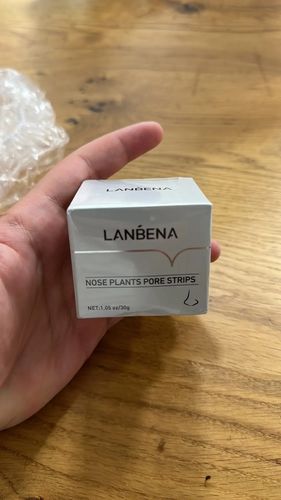 LANBENA
LANBENA
NOSE PLANTS PORE STRIPS
NET:1.05 oz/30g